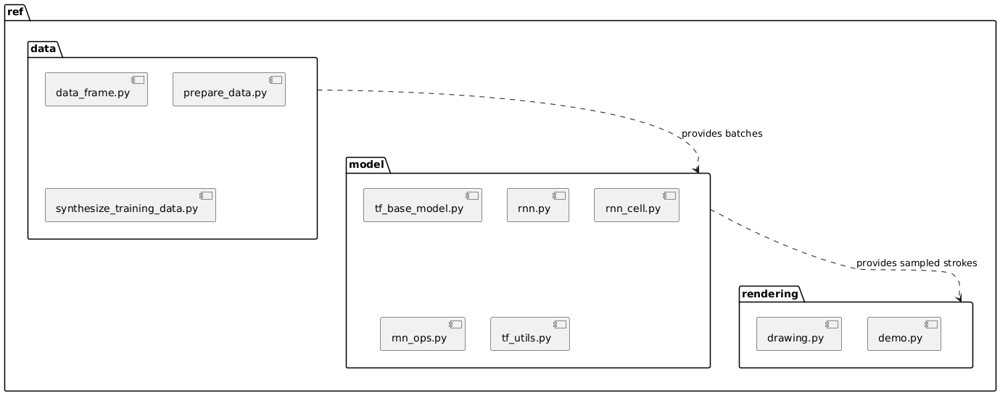 ref
data
data_frame.py
prepare_data.py
synthesize_training_data.py
provides batches
model
tf_base_model.py
rnn.py
rnn_cell.py
rnn_ops.py
tf_utils.py
provides sampled strokes
rendering
drawing.py
demo.py